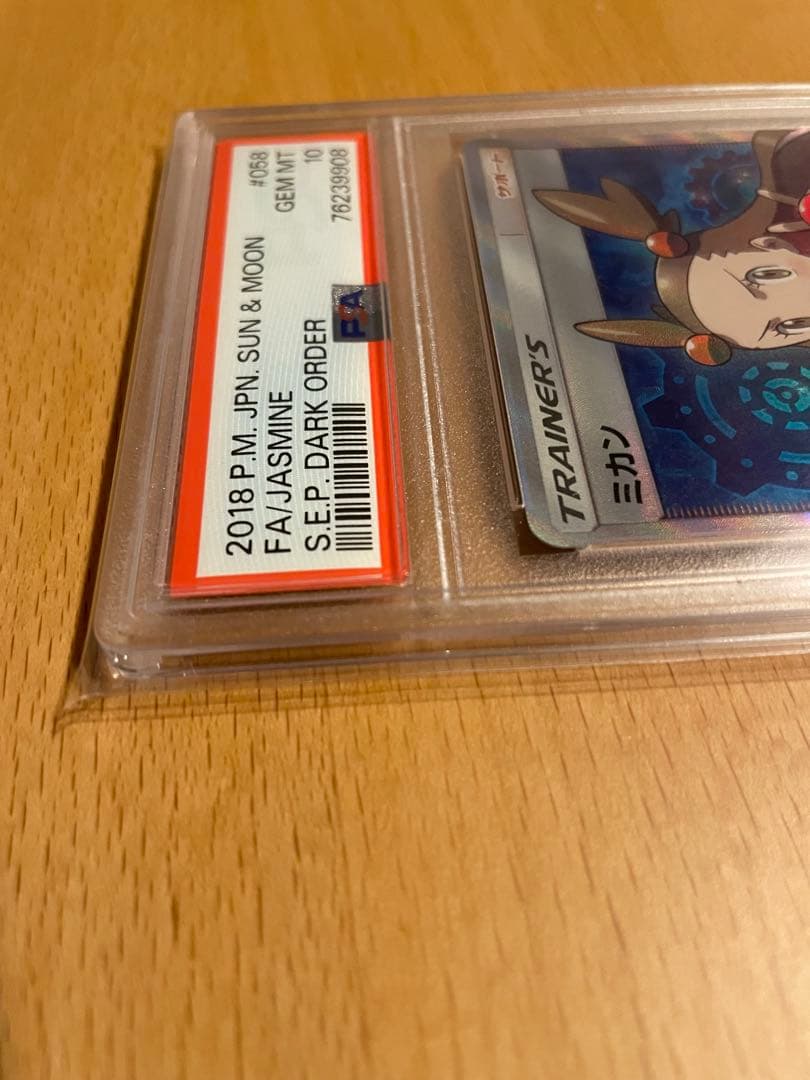 2018 P.M. JPN. SUN & MOON #058
FA/JASMINE GEM MT
S.E.P. DARK ORDER 10
76239908
PSA
サポート
TRAINER'S
ミカン